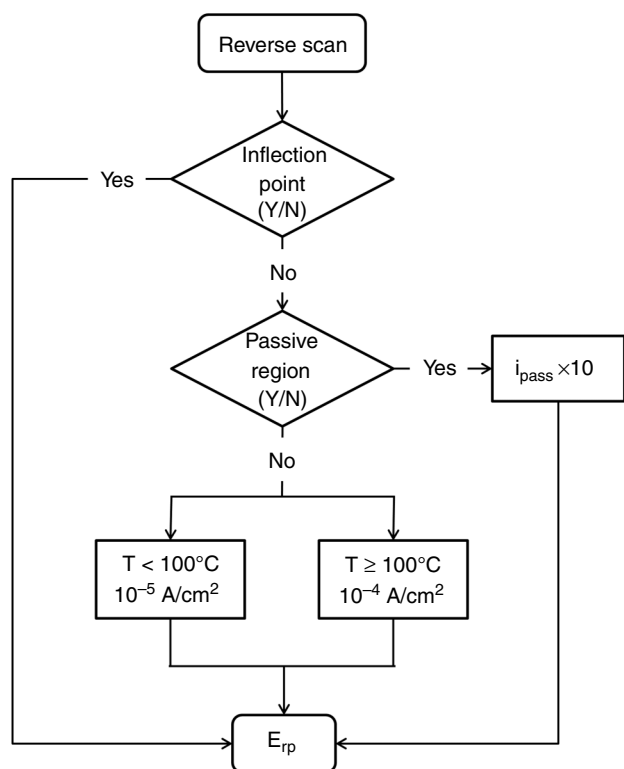 Reverse scan
Inflection
point
(Y/N)
Yes
No
Passive
region
(Y/N)
Yes
i_pass ×10
No
T < 100°C
10⁻⁵ A/cm²
T ≥ 100°C
10⁻⁴ A/cm²
E_rp